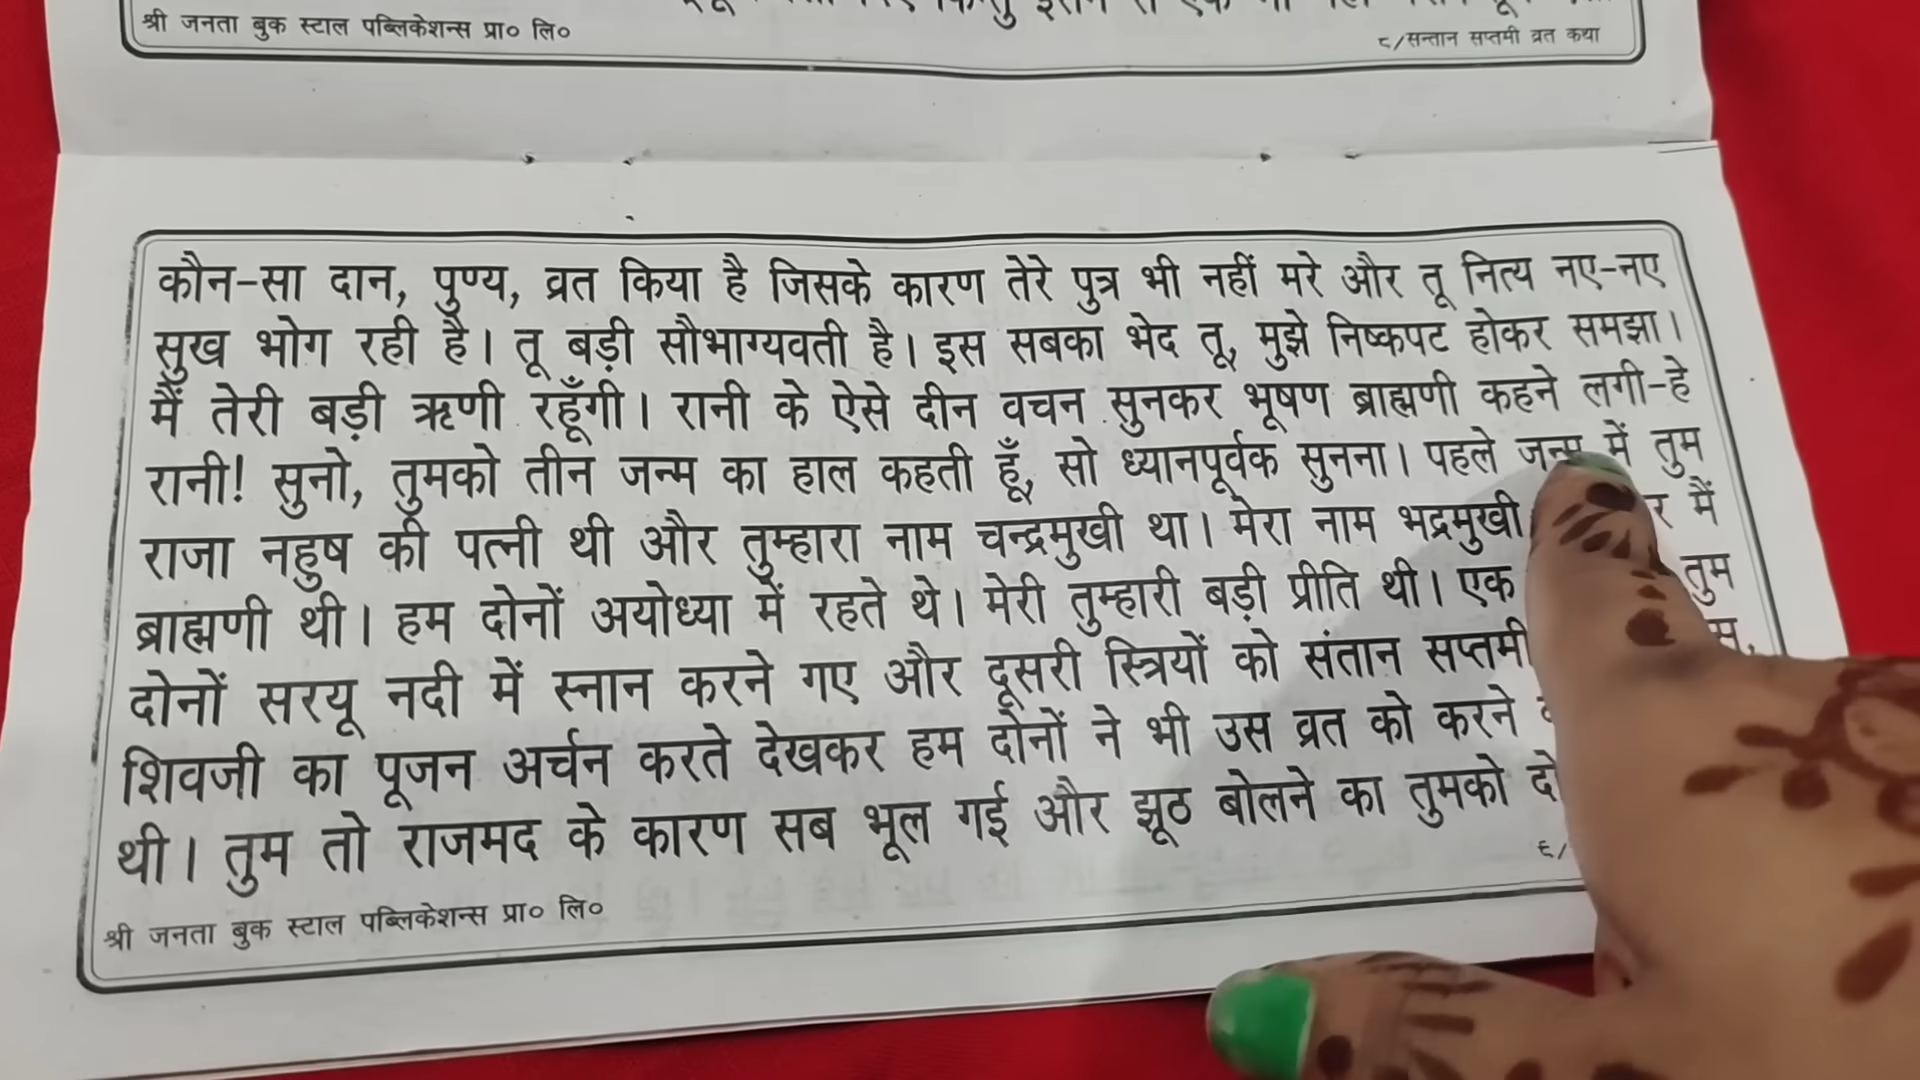 श्री जनता बुक स्टाल पब्लिकेशन्स प्रा० लि०
८/सन्तान सप्तमी व्रत कथा
कौन-सा दान, पुण्य, व्रत किया है जिसके कारण तेरे पुत्र भी नहीं मरे और तू नित्य नए-नए
सुख भोग रही है। तू बड़ी सौभाग्यवती है। इस सबका भेद तू, मुझे निष्कपट होकर समझा।
मैं तेरी बड़ी ऋणी रहूँगी। रानी के ऐसे दीन वचन सुनकर भूषण ब्राह्मणी कहने लगी-हे
रानी! सुनो, तुमको तीन जन्म का हाल कहती हूँ, सो ध्यानपूर्वक सुनना। पहले जन्म में तुम
राजा नहुष की पत्नी थी और तुम्हारा नाम चन्द्रमुखी था। मेरा नाम भद्रमुखी मैं
ब्राह्मणी थी। हम दोनों अयोध्या में रहते थे। मेरी तुम्हारी बड़ी प्रीति थी। एक तुम
दोनों सरयू नदी में स्नान करने गए और दूसरी स्त्रियों को संतान सप्तमी
शिवजी का पूजन अर्चन करते देखकर हम दोनों ने भी उस व्रत को करने
थी। तुम तो राजमद के कारण सब भूल गई और झूठ बोलने का तुमको
श्री जनता बुक स्टाल पब्लिकेशन्स प्रा० लि०